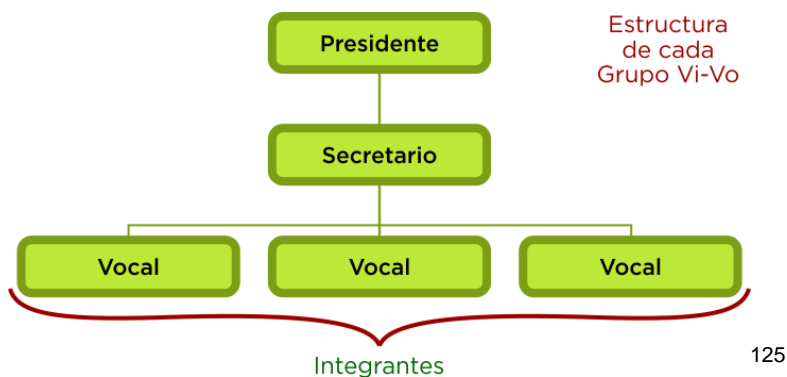 Presidente
Estructura
de cada
Grupo Vi-Vo
Secretario
Vocal
Vocal
Vocal
Integrantes
125